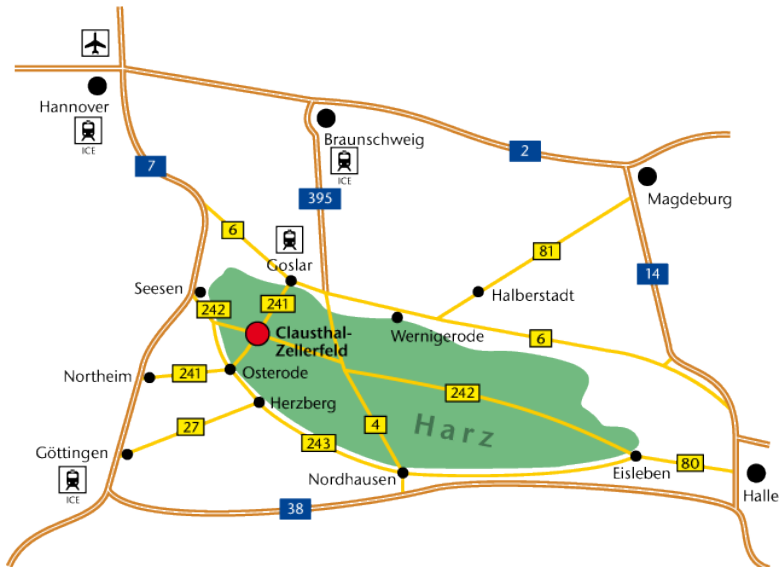 Hannover
ICE
Braunschweig
ICE
2
7
395
Magdeburg
6
81
Goslar
14
Seesen
Halberstadt
242
241
Clausthal-
Zellerfeld
Wernigerode
6
Northeim
241
Osterode
242
Herzberg
27
4
Harz
243
Göttingen
ICE
Nordhausen
Eisleben
80
Halle
38